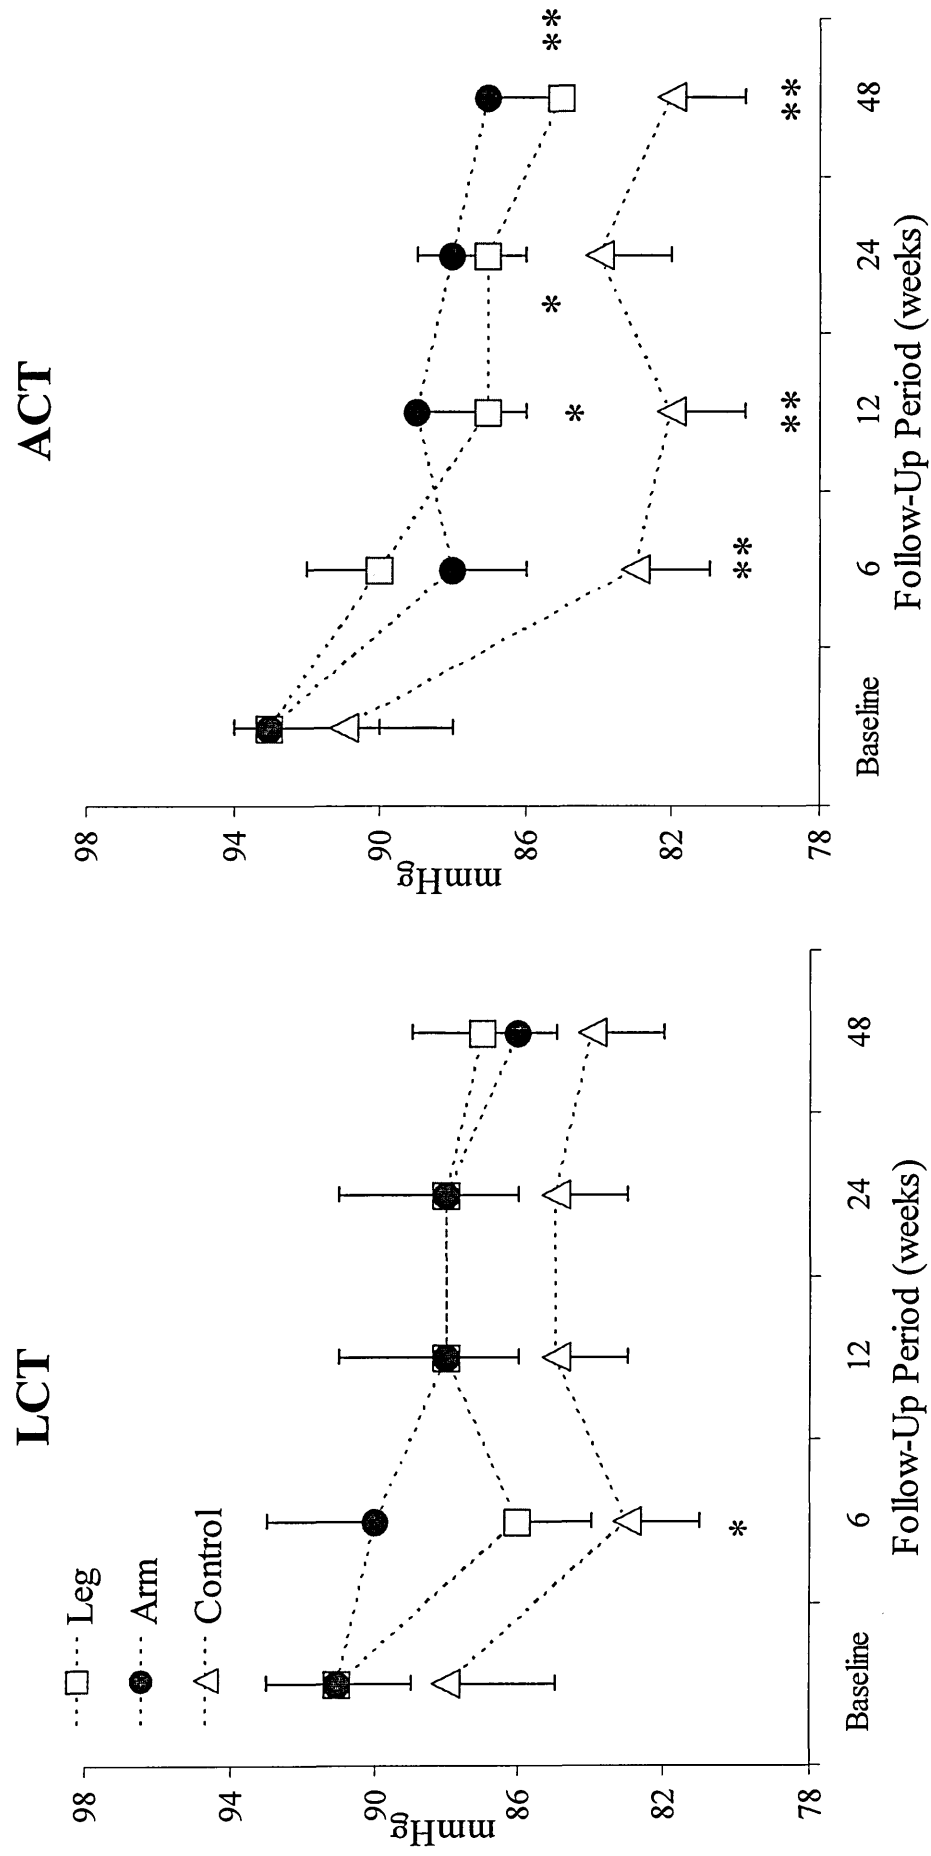 LCT
Leg
Arm
Control
98
94
90
86
82
78
mmHg
*
Baseline
6
12
24
48
Follow-Up Period (weeks)
ACT
98
94
90
86
82
78
mmHg
**
*
**
*
**
**
Baseline
6
12
24
48
Follow-Up Period (weeks)